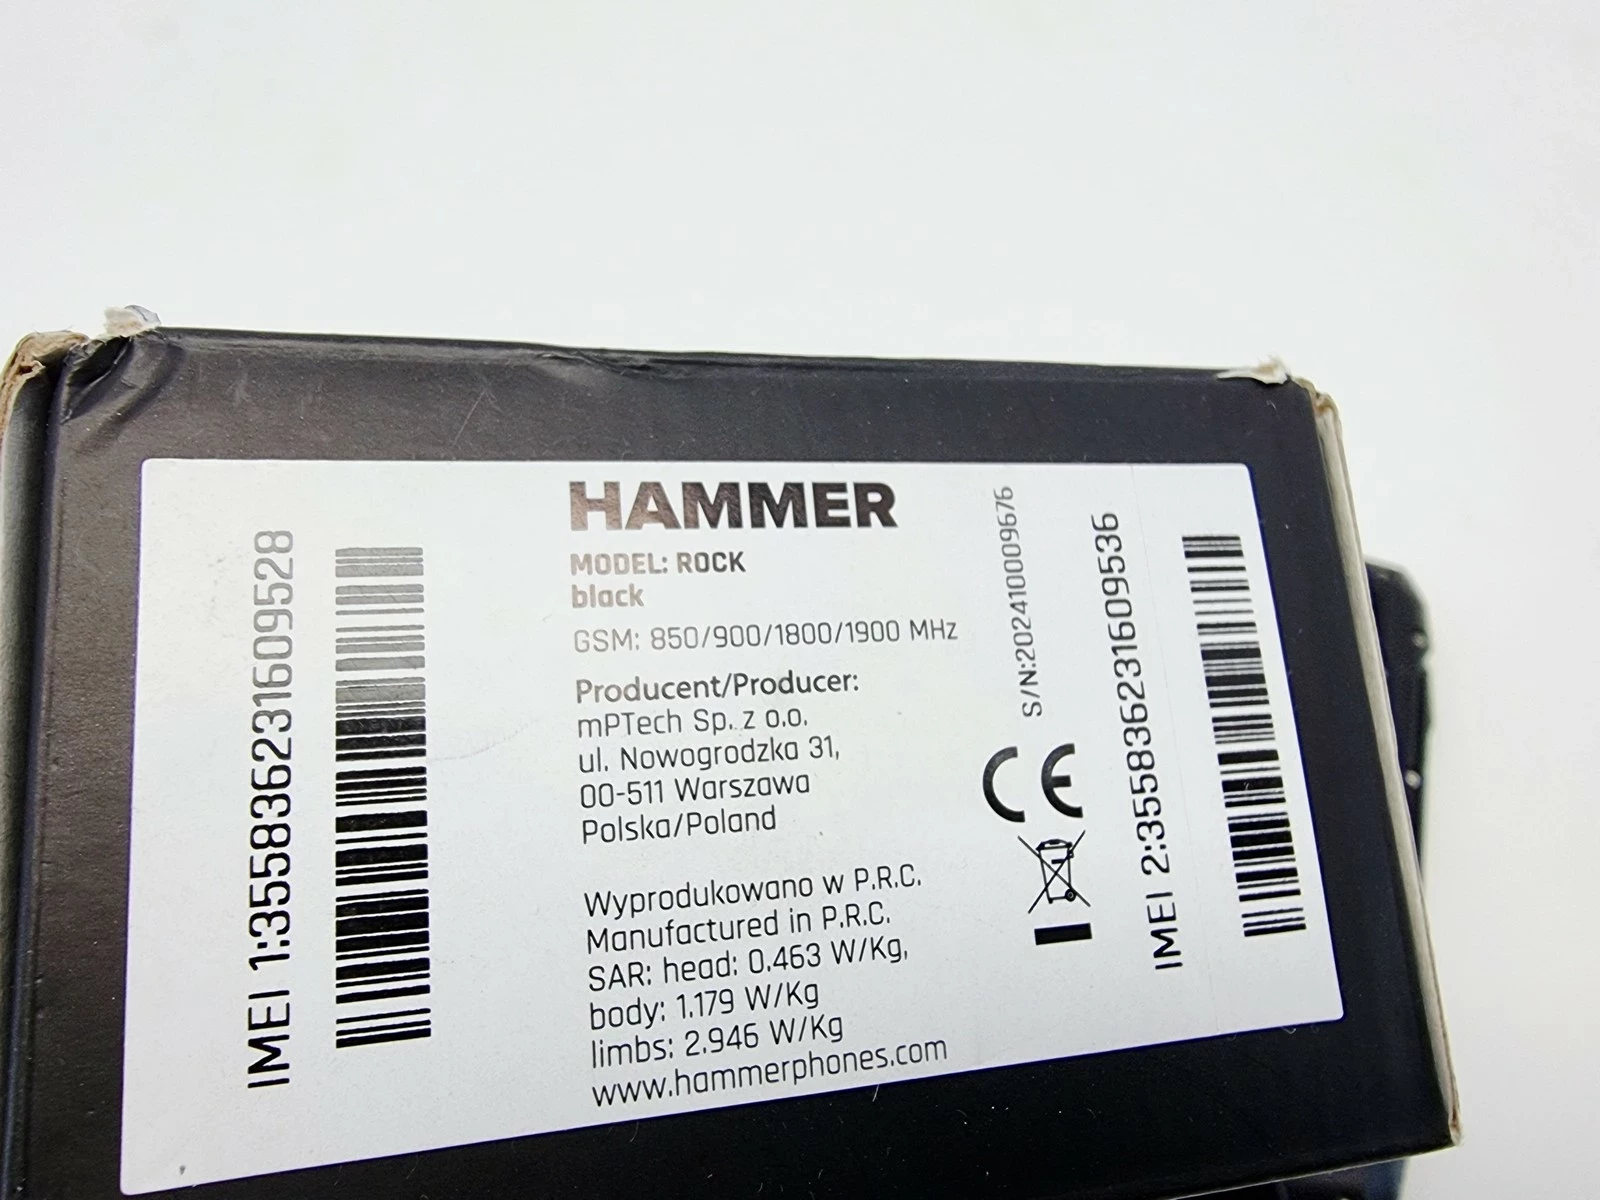 IMEI 1:355836231609528
HAMMER
MODEL: ROCK
black
GSM: 850/900/1800/1900 MHz
Producent/Producer:
mPTech Sp. z o.o.
ul. Nowogrodzka 31,
00-511 Warszawa
Polska/Poland
Wyprodukowano w P.R.C.
Manufactured in P.R.C.
SAR: head: 0.463 W/Kg,
body: 1.179 W/Kg
limbs: 2.946 W/Kg
www.hammerphones.com
S/N:202410009676
CE
IMEI 2:355836231609536